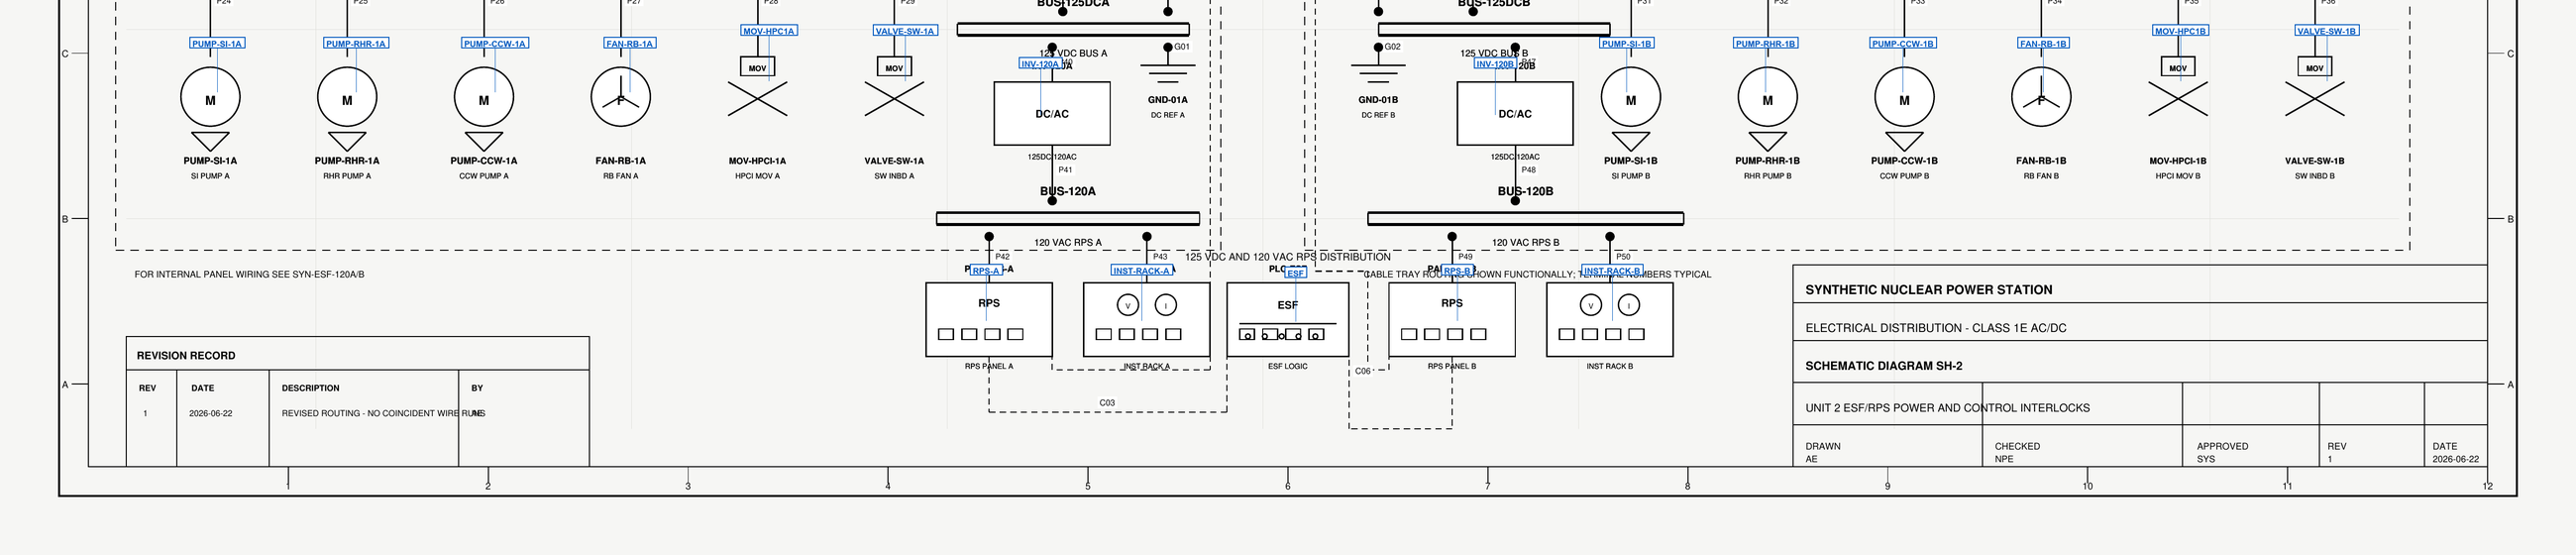 P24
P25
P26
P27
P28
P29
BUS-125DCA
BUS-125DCB
P31
P32
P33
P34
P35
P36
PUMP-SI-1A
PUMP-RHR-1A
PUMP-CCW-1A
FAN-RB-1A
MOV-HPC1A
VALVE-SW-1A
125 VDC BUS A
G01
G02
125 VDC BUS B
PUMP-SI-1B
PUMP-RHR-1B
PUMP-CCW-1B
FAN-RB-1B
MOV-HPC1B
VALVE-SW-1B
C
C
INV-120A
INV-120B
P47
MOV
MOV
MOV
MOV
M
M
M
F
DC/AC
GND-01A
DC REF A
GND-01B
DC REF B
DC/AC
M
M
M
F
125DC/120AC
125DC/120AC
PUMP-SI-1A
PUMP-RHR-1A
PUMP-CCW-1A
FAN-RB-1A
MOV-HPCI-1A
VALVE-SW-1A
PUMP-SI-1B
PUMP-RHR-1B
PUMP-CCW-1B
FAN-RB-1B
MOV-HPCI-1B
VALVE-SW-1B
SI PUMP A
RHR PUMP A
CCW PUMP A
RB FAN A
HPCI MOV A
SW INBD A
P41
P48
SI PUMP B
RHR PUMP B
CCW PUMP B
RB FAN B
HPCI MOV B
SW INBD B
BUS-120A
BUS-120B
B
B
120 VAC RPS A
120 VAC RPS B
P42
P43
125 VDC AND 120 VAC RPS DISTRIBUTION
P49
P50
RPS-A
INST-RACK-A
ESF
RPS-B
INST-RACK-B
FOR INTERNAL PANEL WIRING SEE SYN-ESF-120A/B
CABLE TRAY ROUTING SHOWN FUNCTIONALLY; TERMINAL NUMBERS TYPICAL
RPS
V
I
ESF
RPS
V
I
RPS PANEL A
INST RACK A
ESF LOGIC
C06
RPS PANEL B
INST RACK B
C03
SYNTHETIC NUCLEAR POWER STATION
ELECTRICAL DISTRIBUTION - CLASS 1E AC/DC
SCHEMATIC DIAGRAM SH-2
UNIT 2 ESF/RPS POWER AND CONTROL INTERLOCKS
DRAWN
CHECKED
APPROVED
REV
DATE
AE
NPE
SYS
1
2026-06-22
REVISION RECORD
REV
DATE
DESCRIPTION
BY
1
2026-06-22
REVISED ROUTING - NO COINCIDENT WIRE RUNS
AE
A
A
1
2
3
4
5
6
7
8
9
10
11
12